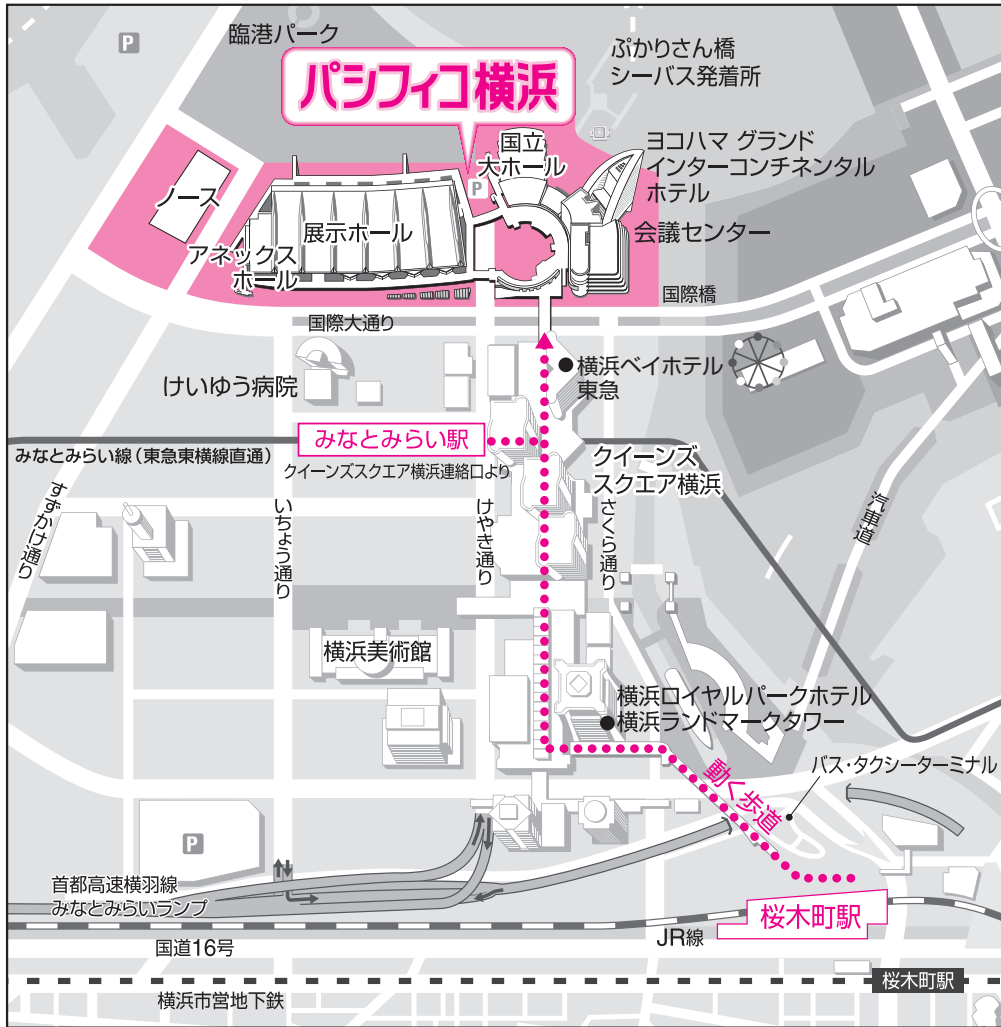 臨港パーク
P
ぷかりさん橋
シーバス発着所
パシフィコ横浜
国立
大ホール
ヨコハマ グランド
インターコンチネンタル
ホテル
P
ノース
展示ホール
会議センター
アネックス
ホール
国際橋
国際大通り
横浜ベイホテル
東急
けいゆう病院
みなとみらい駅
みなとみらい線（東急東横線直通）
クイーンズスクエア横浜連絡口より
クイーンズ
スクエア横浜
すずかけ通り
いちょう通り
けやき通り
さくら通り
汽車道
横浜美術館
横浜ロイヤルパークホテル
横浜ランドマークタワー
動く歩道
バス・タクシーターミナル
P
首都高速横羽線
みなとみらいランプ
桜木町駅
JR線
国道16号
桜木町駅
横浜市営地下鉄